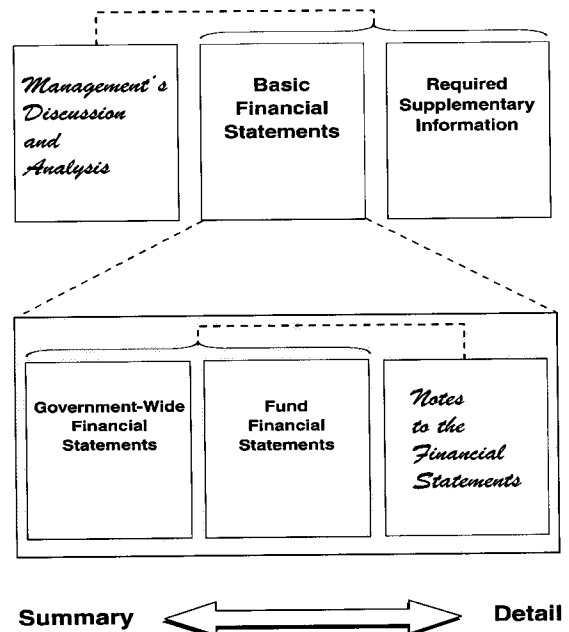 Management's
Discussion
and
Analysis
Basic
Financial
Statements
Required
Supplementary
Information
Government-Wide
Financial
Statements
Fund
Financial
Statements
Notes
to the
Financial
Statements
Summary
Detail